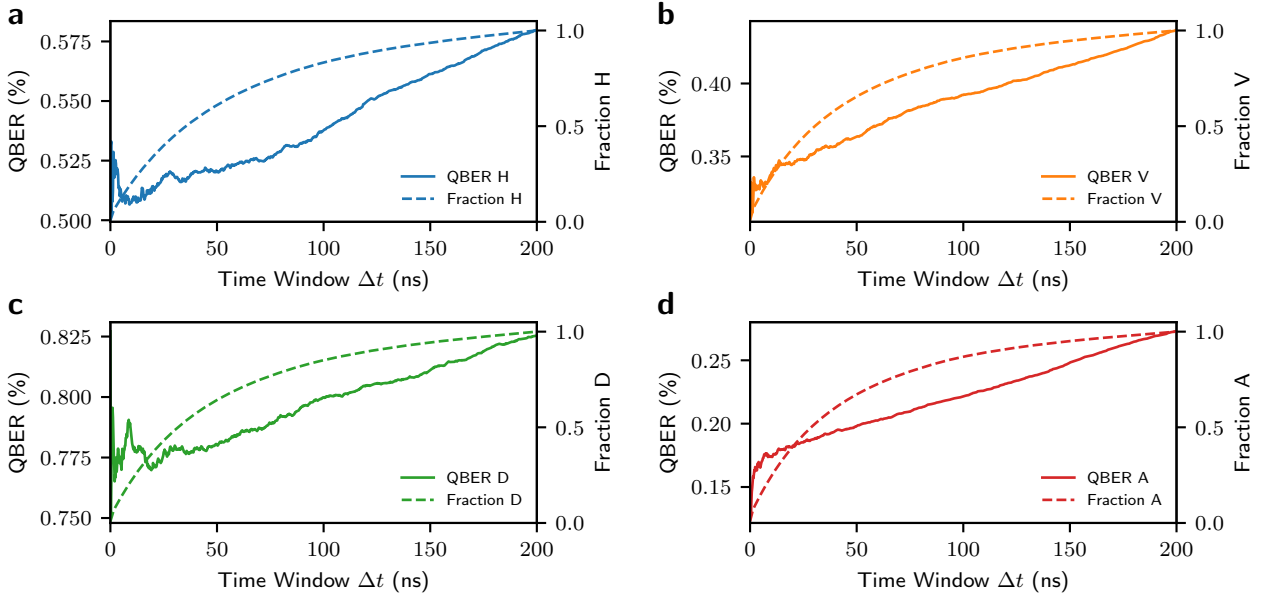 a
0.575
0.550
0.525
0.500
QBER (%)
1.0
0.5
0.0
Fraction H
QBER H
Fraction H
0 50 100 150 200
Time Window Δt (ns)
b
0.40
0.35
QBER (%)
1.0
0.5
0.0
Fraction V
QBER V
Fraction V
0 50 100 150 200
Time Window Δt (ns)
c
0.825
0.800
0.775
0.750
QBER (%)
1.0
0.5
0.0
Fraction D
QBER D
Fraction D
0 50 100 150 200
Time Window Δt (ns)
d
0.25
0.20
0.15
QBER (%)
1.0
0.5
0.0
Fraction A
QBER A
Fraction A
0 50 100 150 200
Time Window Δt (ns)